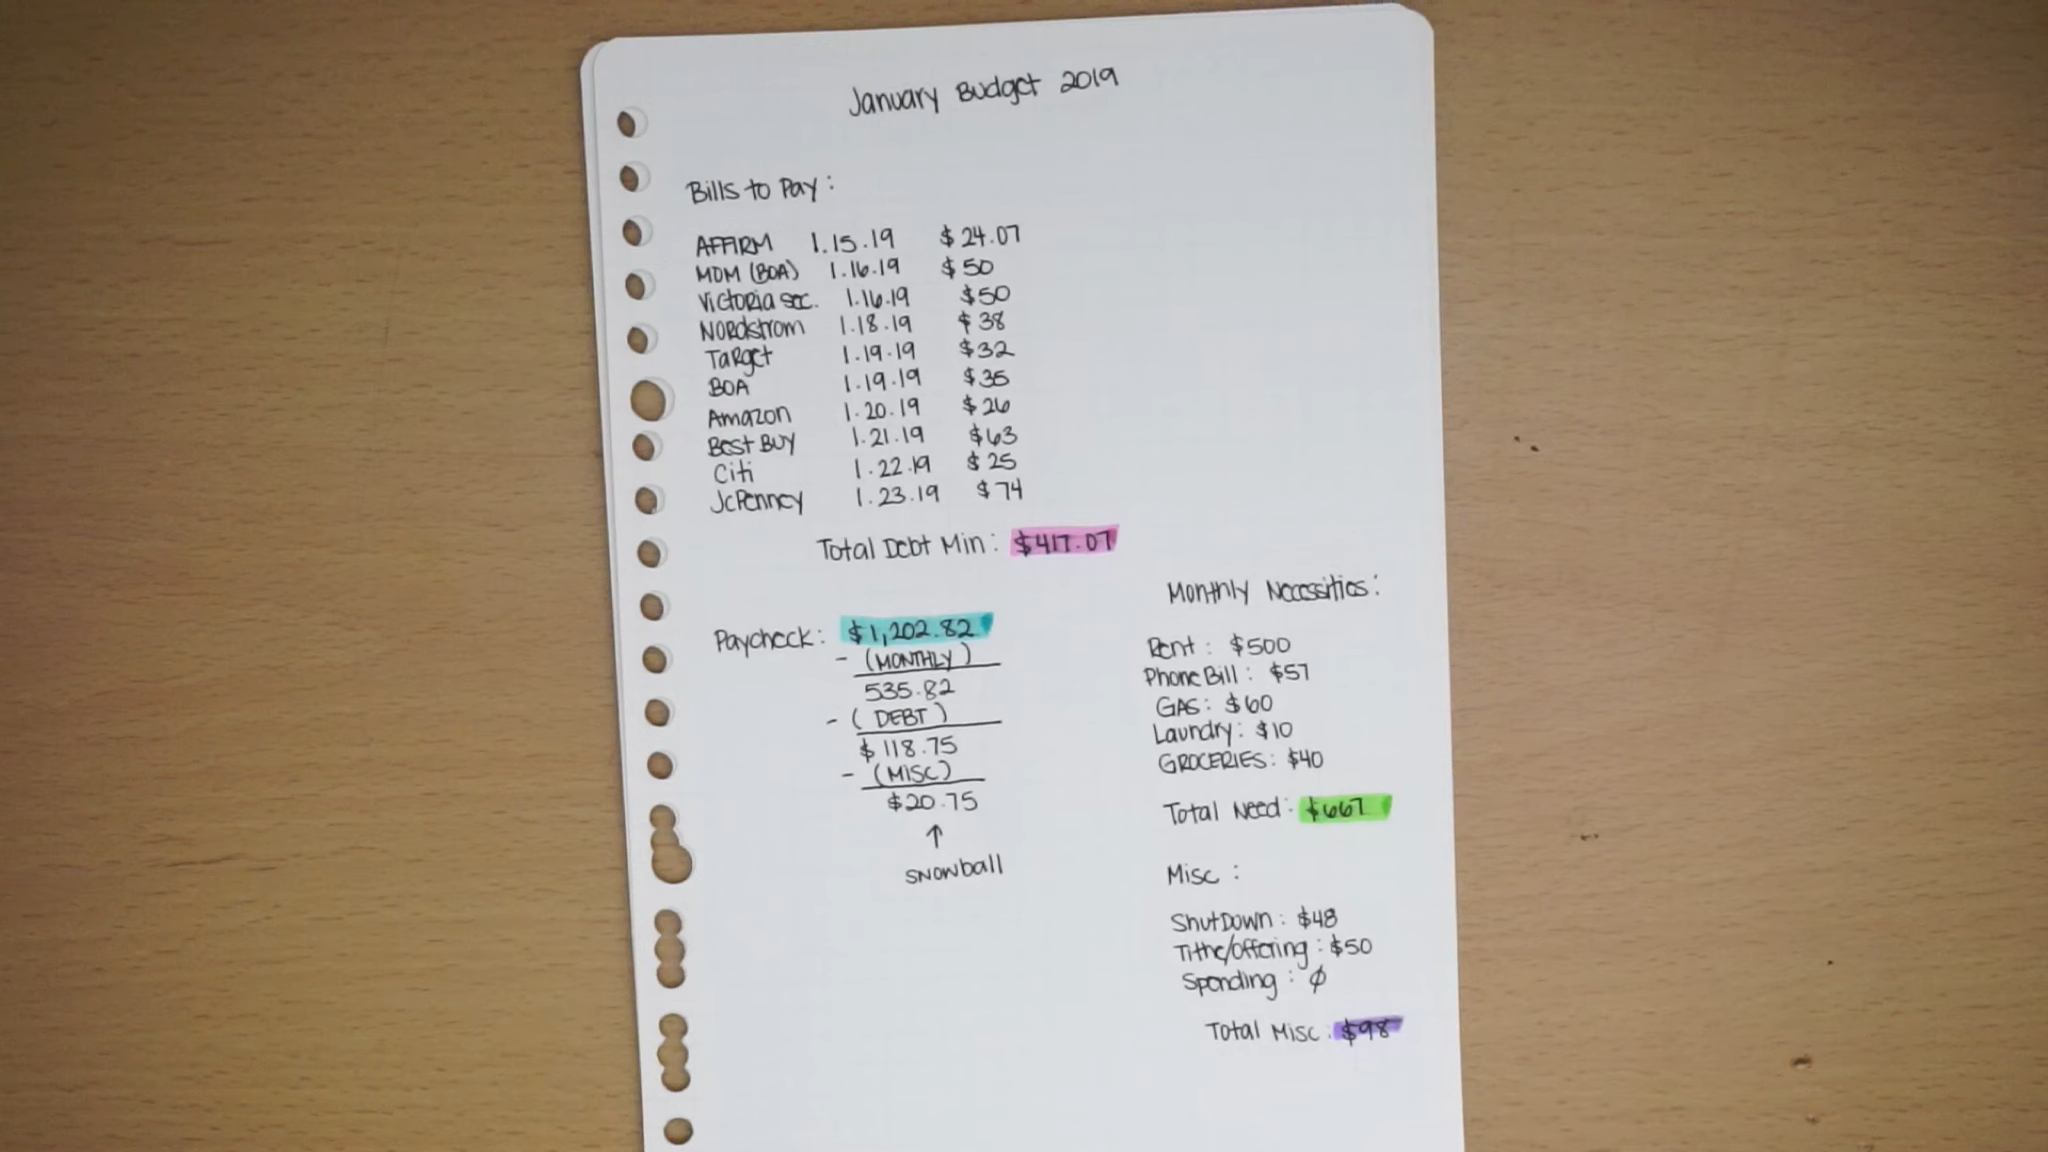 January Budget 2019
Bills to Pay:
AFFIRM 1.15.19 $24.07
MOM (BOA) 1.16.19 $50
Victoria sec. 1.16.19 $50
Nordstrom 1.18.19 $38
Target 1.19.19 $32
BOA 1.19.19 $35
Amazon 1.20.19 $26
Best Buy 1.21.19 $63
Citi 1.22.19 $25
JcPenney 1.23.19 $74
Total Debt Min: $417.07
Paycheck: $1,202.82
- (MONTHLY)
535.82
- (DEBT)
$118.75
- (MISC)
$20.75
↑
snowball
Monthly Necessities:
Rent: $500
Phone Bill: $57
GAS: $60
Laundry: $10
GROCERIES: $40
Total Need: $667
Misc:
ShutDown: $48
Tithe/Offering: $50
Spending: ∅
Total Misc: $98